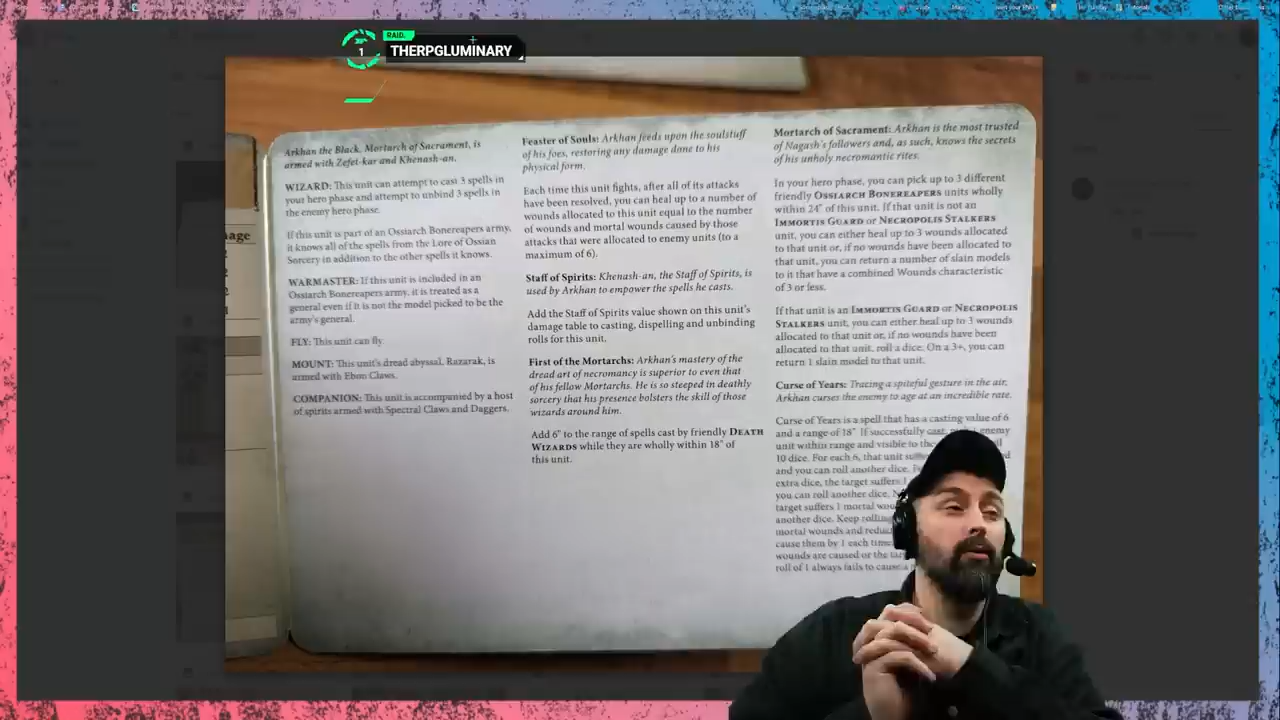 RAID.
1
THERPGLUMINARY
Arkhan the Black, Mortarch of Sacrament, is
armed with Zefet-kar and Khenash-an.
WIZARD: This unit can attempt to cast 3 spells in
your hero phase and attempt to unbind 3 spells in
the enemy hero phase.
If this unit is part of an Ossiarch Bonereapers army,
it knows all of the spells from the Lore of Ossian
Sorcery in addition to the other spells it knows.
WARMASTER: If this unit is included in an
Ossiarch Bonereapers army, it is treated as a
general even if it is not the model picked to be the
army's general.
FLY: This unit can fly.
MOUNT: This unit's dread abyssal, Razarak, is
armed with Ebon Claws.
COMPANION: This unit is accompanied by a host
of spirits armed with Spectral Claws and Daggers.
Feaster of Souls: Arkhan feeds upon the soulstuff
of his foes, restoring any damage done to his
physical form.
Each time this unit fights, after all of its attacks
have been resolved, you can heal up to a number of
wounds allocated to this unit equal to the number
of wounds and mortal wounds caused by those
attacks that were allocated to enemy units (to a
maximum of 6).
Staff of Spirits: Khenash-an, the Staff of Spirits, is
used by Arkhan to empower the spells he casts.
Add the Staff of Spirits value shown on this unit's
damage table to casting, dispelling and unbinding
rolls for this unit.
First of the Mortarchs: Arkhan's mastery of the
dread art of necromancy is superior to even that
of his fellow Mortarchs. He is so steeped in deathly
sorcery that his presence bolsters the skill of those
wizards around him.
Add 6" to the range of spells cast by friendly DEATH
WIZARDS while they are wholly within 18" of
this unit.
Mortarch of Sacrament: Arkhan is the most trusted
of Nagash's followers and, as such, knows the secrets
of his unholy necromantic rites.
In your hero phase, you can pick up to 3 different
friendly OSSIARCH BONEREAPERS units wholly
within 24" of this unit. If that unit is not an
IMMORTIS GUARD or NECROPOLIS STALKERS
unit, you can either heal up to 3 wounds allocated
to that unit or, if no wounds have been allocated to
that unit, you can return a number of slain models
to it that have a combined Wounds characteristic
of 3 or less.
If that unit is an IMMORTIS GUARD or NECROPOLIS
STALKERS unit, you can either heal up to 3 wounds
allocated to that unit or, if no wounds have been
allocated to that unit, roll a dice. On a 3+, you can
return 1 slain model to that unit.
Curse of Years: Tracing a spiteful gesture in the air,
Arkhan curses the enemy to age at an incredible rate.
Curse of Years is a spell that has a casting value of 6
and a range of 18". If successfully cast, enemy
unit within range and visible to the
10 dice. For each 6, that unit
and you can roll another dice.
extra dice, the target suffers 1
you can roll another dice.
target suffers 1 mortal
another dice. Keep rolling
mortal wounds and
cause them by 1 each time
wounds are caused or the
roll of 1 always fails to cause a